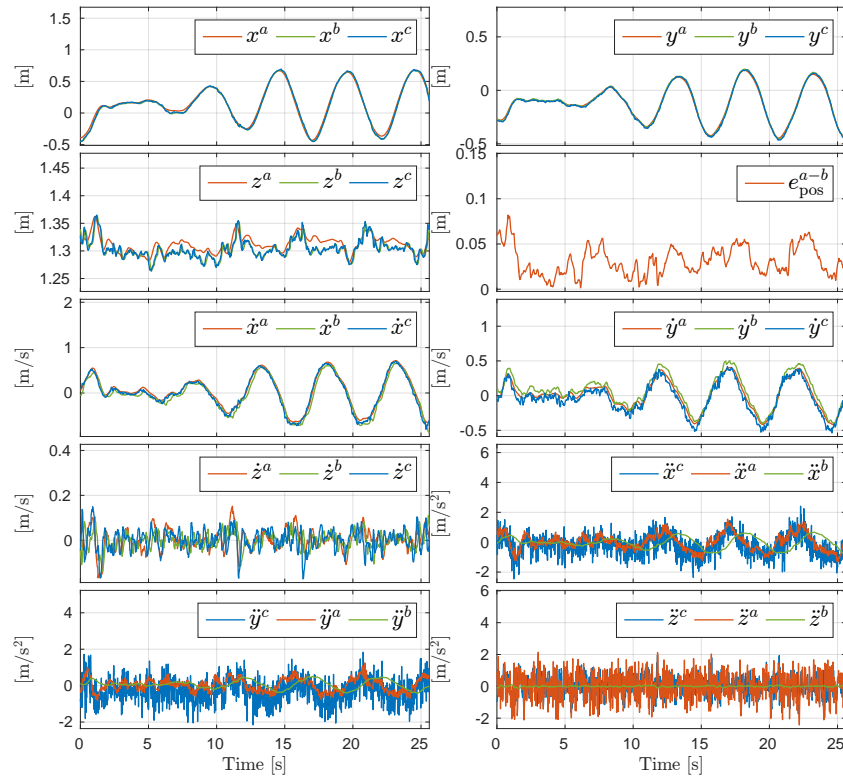 1.5
1
0.5
0
-0.5
[m]
x^a x^b x^c
0.5
0
-0.5
[m]
y^a y^b y^c
1.45
1.4
1.35
1.3
1.25
[m]
z^a z^b z^c
0.15
0.1
0.05
0
[m]
e_pos^{a-b}
2
1
0
[m/s]
ẋ^a ẋ^b ẋ^c
1
0.5
0
-0.5
[m/s]
ẏ^a ẏ^b ẏ^c
0.4
0.2
0
[m/s]
ż^a ż^b ż^c
6
4
2
0
-2
[m/s²]
ẍ^c ẍ^a ẍ^b
4
2
0
-2
[m/s²]
ÿ^c ÿ^a ÿ^b
0 5 10 15 20 25
Time [s]
6
4
2
0
-2
[m/s²]
z̈^c z̈^a z̈^b
0 5 10 15 20 25
Time [s]